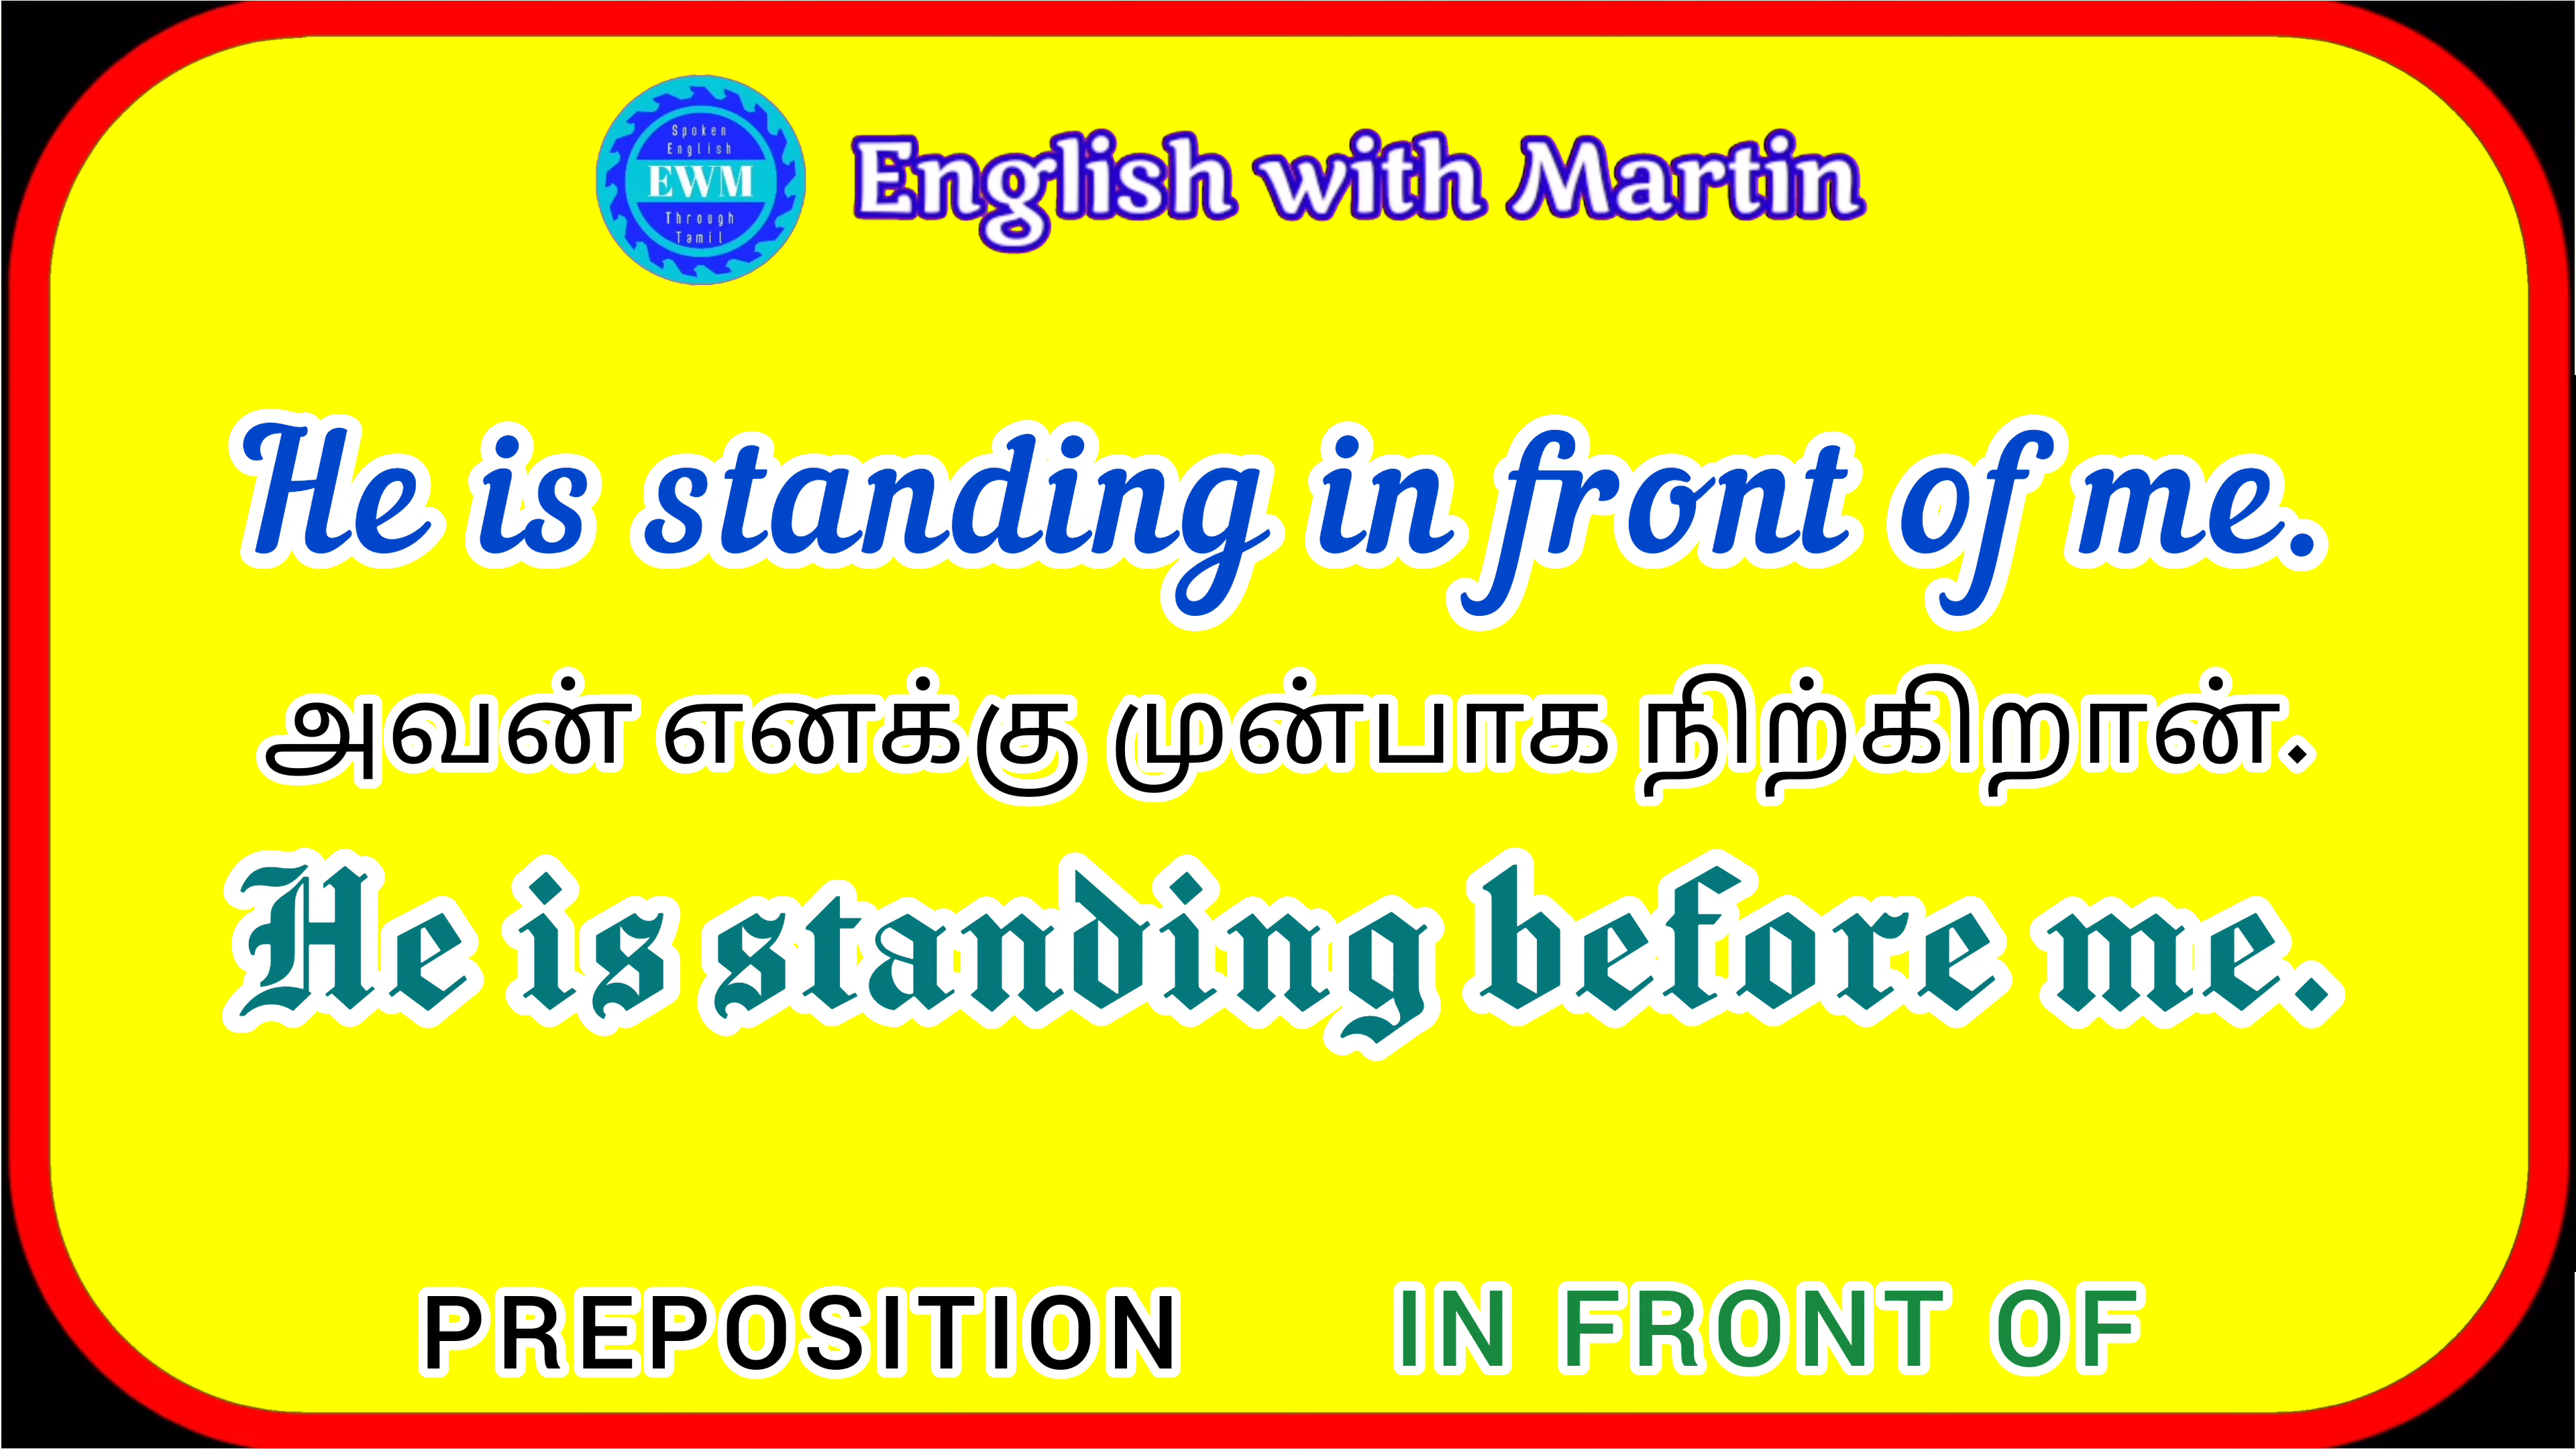 Spoken
English
EWM
Through
Tamil
English with Martin
He is standing in front of me.
அவன் எனக்கு முன்பாக நிற்கிறான்.
He is standing before me.
PREPOSITION IN FRONT OF